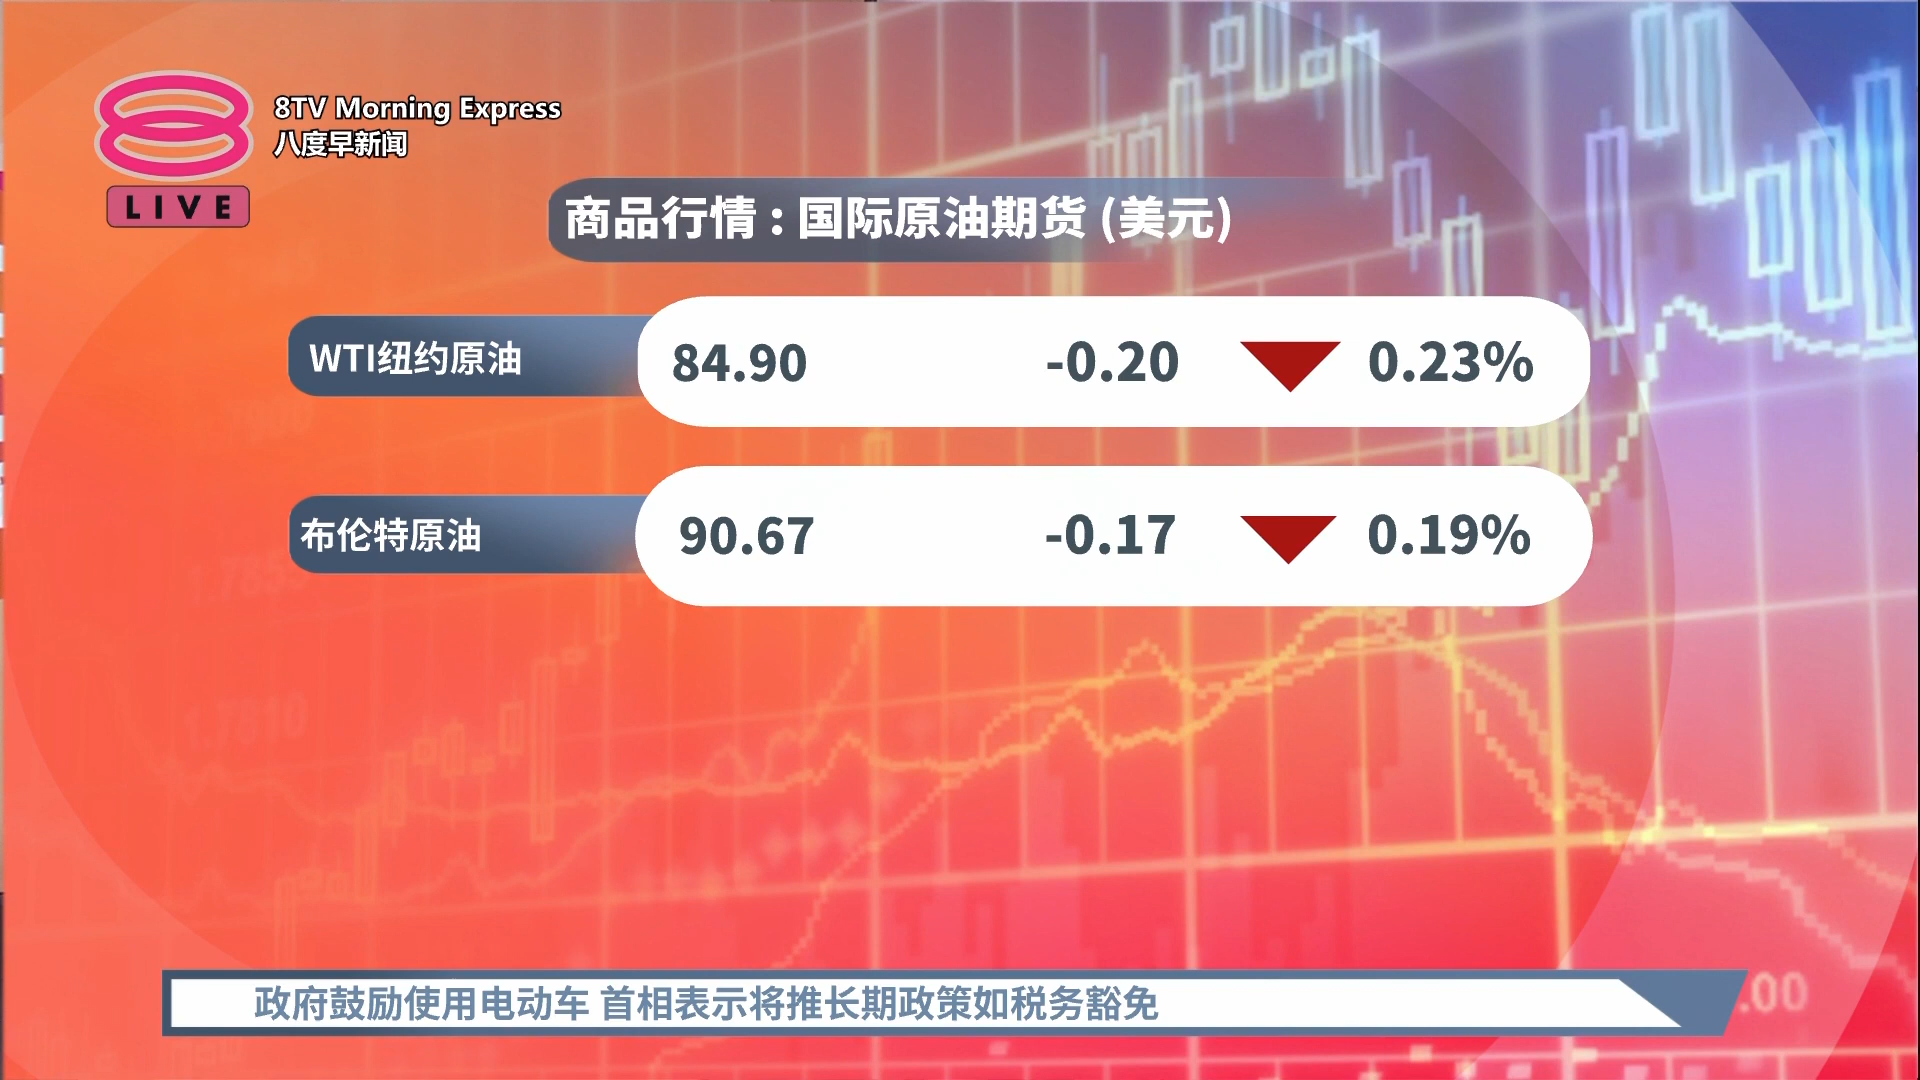 8TV Morning Express
八度早新闻
LIVE
商品行情 : 国际原油期货 (美元)
WTI纽约原油 84.90 -0.20 0.23%
布伦特原油 90.67 -0.17 0.19%
1.7810
.00
政府鼓励使用电动车 首相表示将推长期政策如税务豁免